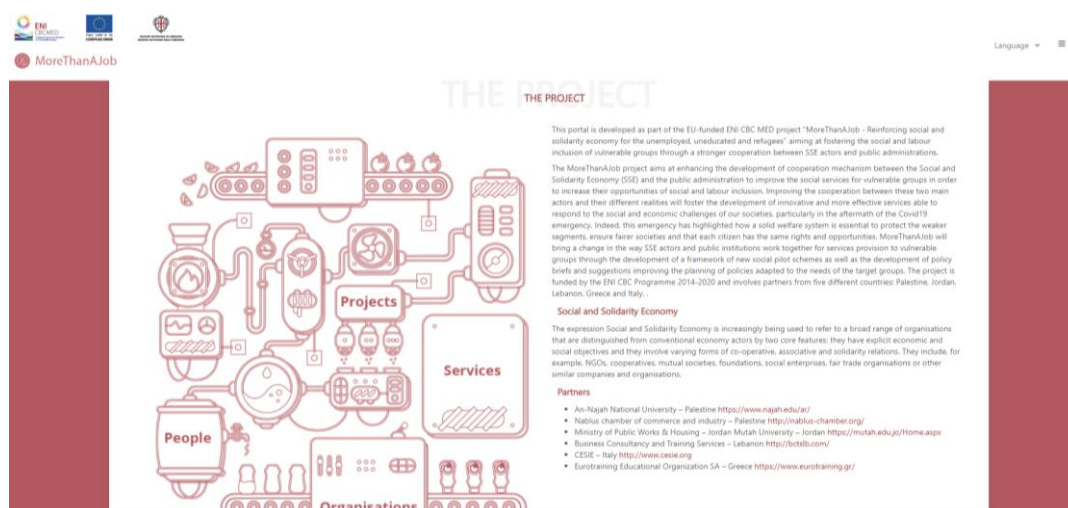 ENI
CBCMED
EUROPEAN UNION
MoreThanAJob
Language
THE PROJECT
THE PROJECT
This portal is developed as part of the EU-funded ENI CBC MED project "MoreThanAJob - Reinforcing social and
solidarity economy for the unemployed, uneducated and refugees" aiming at fostering the social and labour
inclusion of vulnerable groups through a stronger cooperation between SSE actors and public administrations.
The MoreThanAJob project aims at enhancing the development of cooperation mechanism between the Social and
Solidarity Economy (SSE) and the public administration to improve the social services for vulnerable groups in order
to increase their opportunities of social and labour inclusion. Improving the cooperation between these two main
actors and their different realities will foster the development of innovative and more effective services able to
respond to the social and economic challenges of our societies, particularly in the aftermath of the Covid19
emergency. Indeed, this emergency has highlighted how a solid welfare system is essential to protect the weaker
segments, ensure fairer societies and that each citizen has the same rights and opportunities. MoreThanAJob will
bring a change in the way SSE actors and public institutions work together for services provision to vulnerable
groups through the development of a framework of new social pilot schemes as well as the development of policy
briefs and suggestions improving the planning of policies adapted to the needs of the target groups. The project is
funded by the ENI CBC Programme 2014-2020 and involves partners from five different countries: Palestine, Jordan,
Lebanon, Greece and Italy. .
Social and Solidarity Economy
The expression Social and Solidarity Economy is increasingly being used to refer to a broad range of organisations
that are distinguished from conventional economy actors by two core features: they have explicit economic and
social objectives and they involve varying forms of co-operative, associative and solidarity relations. They include, for
example, NGOs, cooperatives, mutual societies, foundations, social enterprises, fair trade organisations or other
similar companies and organisations.
Partners
An-Najah National University – Palestine https://www.najah.edu/ar/
Nablus chamber of commerce and industry – Palestine http://nablus-chamber.org/
Ministry of Public Works & Housing – Jordan Mutah University – Jordan https://mutah.edu.jo/Home.aspx
Business Consultancy and Training Services – Lebanon http://bctslb.com/
CESIE – Italy http://www.cesie.org
Eurotraining Educational Organization SA – Greece https://www.eurotraining.gr/
Projects
Services
People
Organisations